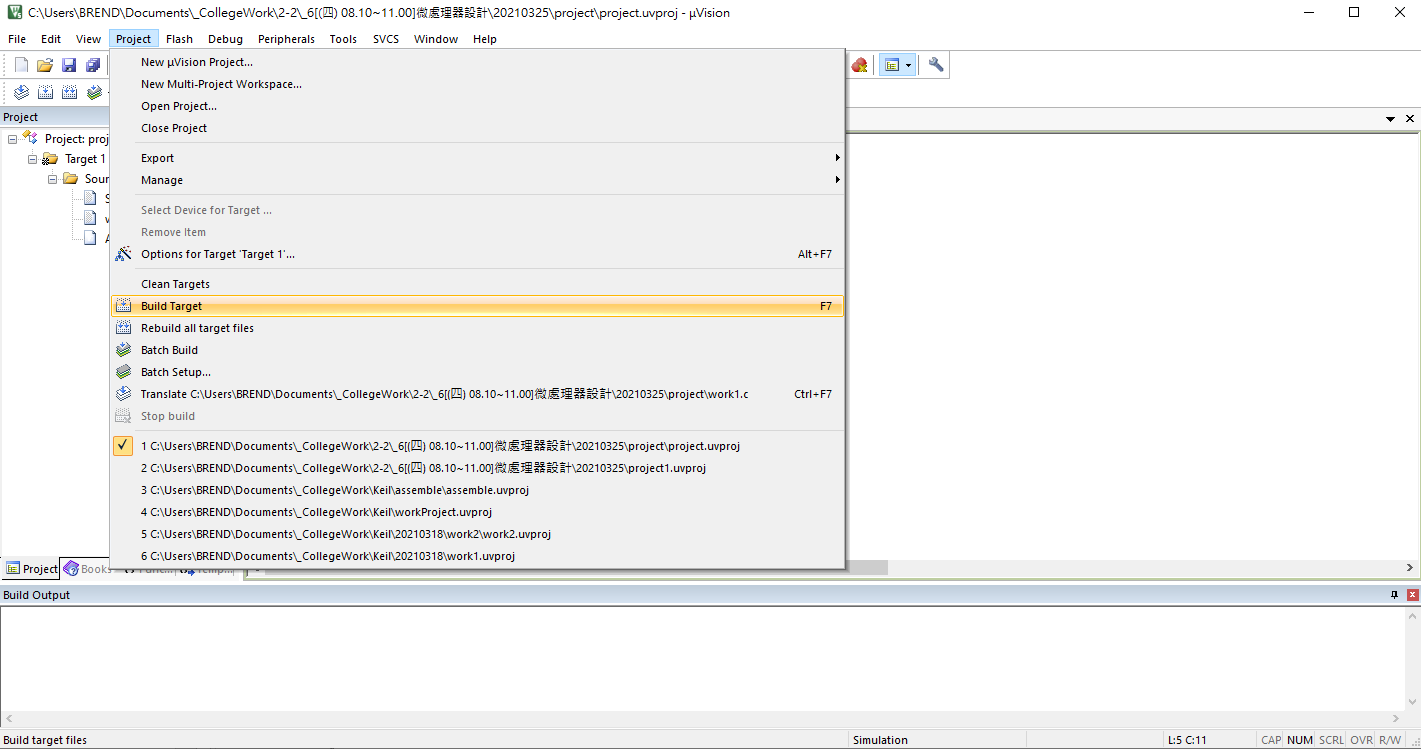 C:\Users\BREND\Documents\_CollegeWork\2-2\_6[(四) 08.10~11.00]微處理器設計\20210325\project\project.uvproj - µVision
File Edit View Project Flash Debug Peripherals Tools SVCS Window Help
New µVision Project...
New Multi-Project Workspace...
Open Project...
Close Project
Export
Manage
Select Device for Target ...
Remove Item
Options for Target 'Target 1'... Alt+F7
Clean Targets
Build Target F7
Rebuild all target files
Batch Build
Batch Setup...
Translate C:\Users\BREND\Documents\_CollegeWork\2-2\_6[(四) 08.10~11.00]微處理器設計\20210325\project\work1.c Ctrl+F7
Stop build
1 C:\Users\BREND\Documents\_CollegeWork\2-2\_6[(四) 08.10~11.00]微處理器設計\20210325\project\project.uvproj
2 C:\Users\BREND\Documents\_CollegeWork\2-2\_6[(四) 08.10~11.00]微處理器設計\20210325\project1.uvproj
3 C:\Users\BREND\Documents\_CollegeWork\Keil\assemble\assemble.uvproj
4 C:\Users\BREND\Documents\_CollegeWork\Keil\workProject.uvproj
5 C:\Users\BREND\Documents\_CollegeWork\Keil\20210318\work2\work2.uvproj
6 C:\Users\BREND\Documents\_CollegeWork\Keil\20210318\work1.uvproj
Project
Project: proj
Target 1
Sour
Project Books
Build Output
Build target files Simulation L:5 C:11 CAP NUM SCRL OVR R/W